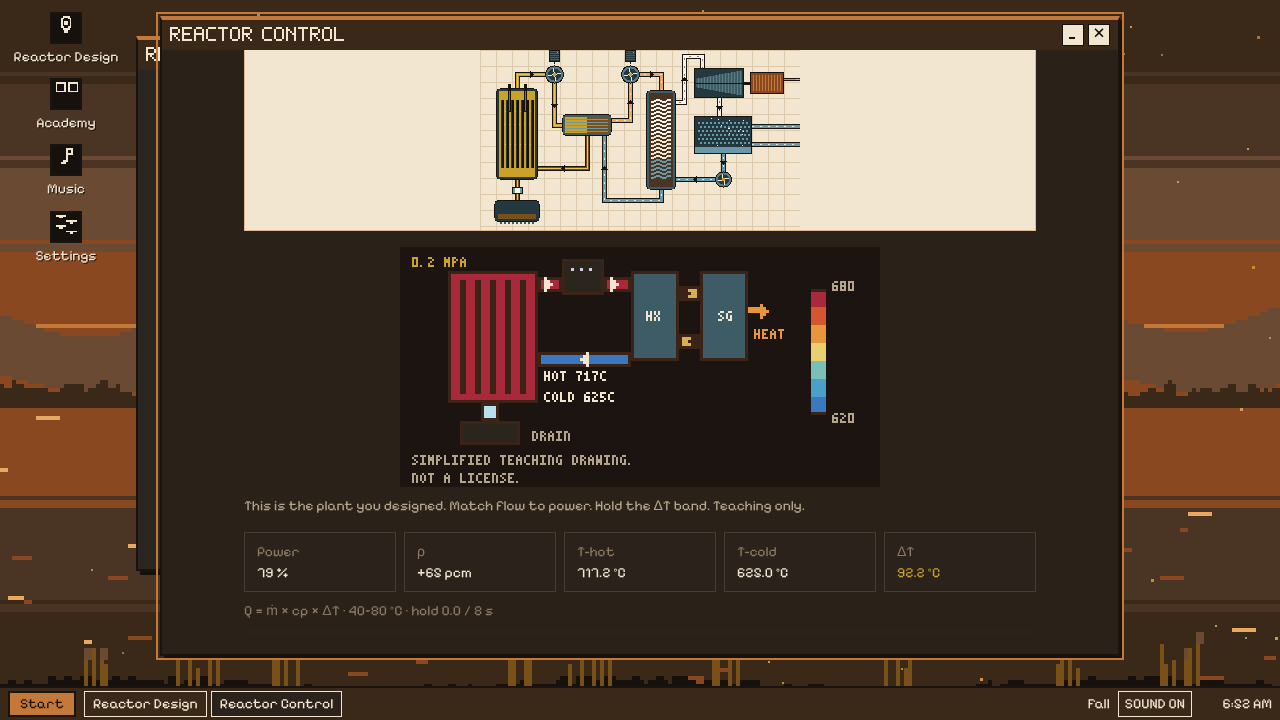 Reactor Design
Academy
Music
Settings
RE
REACTOR CONTROL
0.2 MPA
HX
SG
HEAT
680
620
HOT 717C
COLD 625C
DRAIN
SIMPLIFIED TEACHING DRAWING.
NOT A LICENSE.
This is the plant you designed. Match flow to power. Hold the ΔT band. Teaching only.
Power
79 %
ρ
+65 pcm
T-hot
717.2 °C
T-cold
625.0 °C
ΔT
92.2 °C
Q = ṁ × cp × ΔT · 40-80 °C · hold 0.0 / 8 s
Start
Reactor Design
Reactor Control
Fall
SOUND ON
6:52 AM